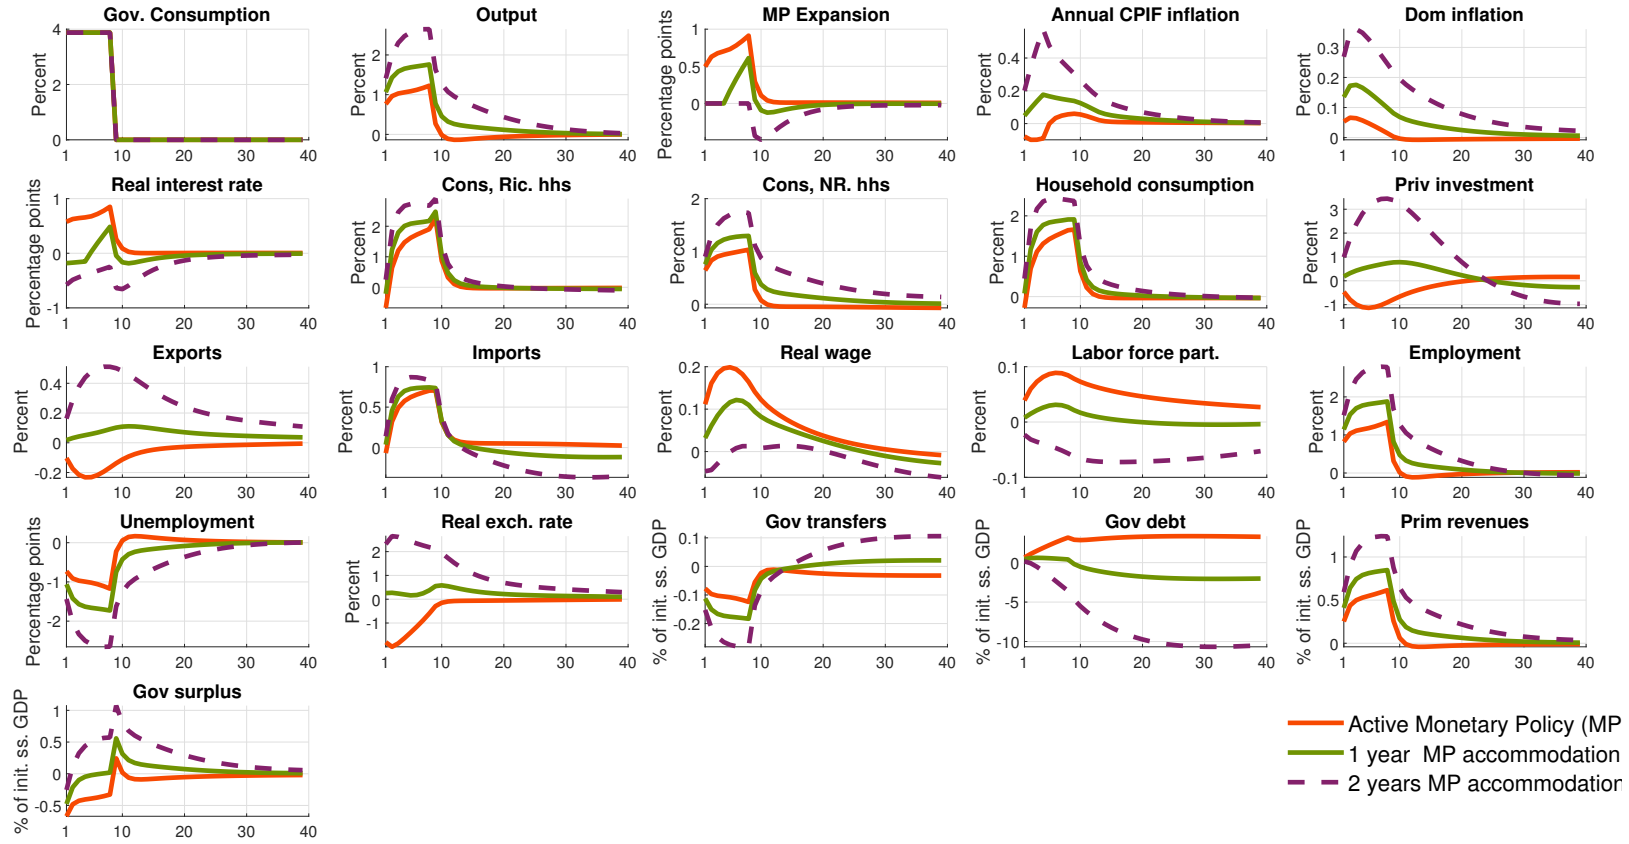 Gov. Consumption
Percent
4
2
0
1 10 20 30 40
Output
Percent
2
1
0
1 10 20 30 40
MP Expansion
Percentage points
1
0.5
0
1 10 20 30 40
Annual CPIF inflation
Percent
0.4
0.2
0
1 10 20 30 40
Dom inflation
Percent
0.3
0.2
0.1
0
1 10 20 30 40
Real interest rate
Percentage points
1
0
-1
1 10 20 30 40
Cons, Ric. hhs
Percent
2
1
0
1 10 20 30 40
Cons, NR. hhs
Percent
2
1
0
1 10 20 30 40
Household consumption
Percent
2
1
0
1 10 20 30 40
Priv investment
Percent
3
2
1
0
-1
1 10 20 30 40
Exports
Percent
0.4
0.2
0
-0.2
1 10 20 30 40
Imports
Percent
1
0.5
0
1 10 20 30 40
Real wage
Percent
0.2
0.1
0
1 10 20 30 40
Labor force part.
Percent
0.1
0
-0.1
1 10 20 30 40
Employment
Percent
2
1
0
1 10 20 30 40
Unemployment
Percentage points
0
-1
-2
1 10 20 30 40
Real exch. rate
Percent
2
1
0
-1
1 10 20 30 40
Gov transfers
% of init. ss. GDP
0.1
0
-0.1
-0.2
1 10 20 30 40
Gov debt
% of init. ss. GDP
0
-5
-10
1 10 20 30 40
Prim revenues
% of init. ss. GDP
1
0.5
0
1 10 20 30 40
Gov surplus
% of init. ss. GDP
1
0.5
0
-0.5
1 10 20 30 40
Active Monetary Policy (MP
1 year MP accommodation
2 years MP accommodation